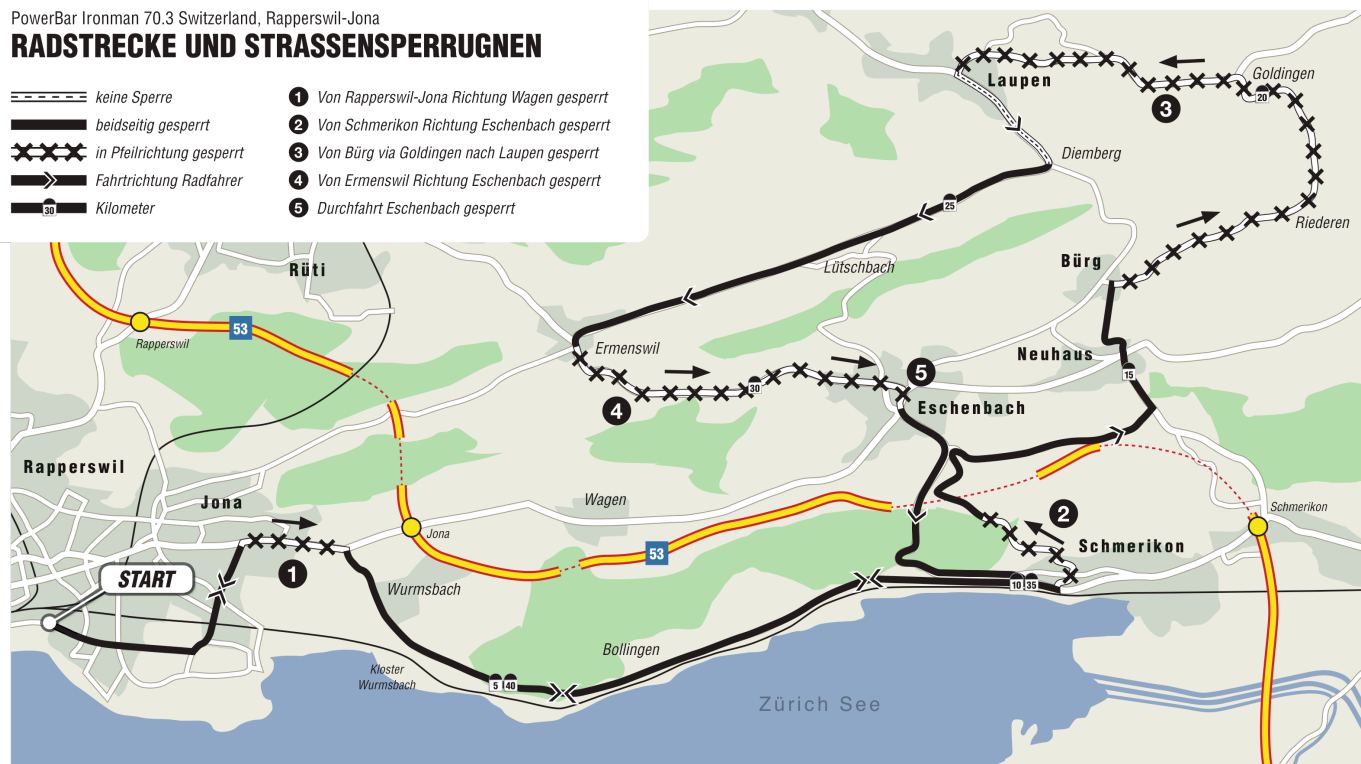 PowerBar Ironman 70.3 Switzerland, Rapperswil-Jona
RADSTRECKE UND STRASSENSPERRUGNEN
keine Sperre
beidseitig gesperrt
in Pfeilrichtung gesperrt
Fahrtrichtung Radfahrer
30 Kilometer
1 Von Rapperswil-Jona Richtung Wagen gesperrt
2 Von Schmerikon Richtung Eschenbach gesperrt
3 Von Bürg via Goldingen nach Laupen gesperrt
4 Von Ermenswil Richtung Eschenbach gesperrt
5 Durchfahrt Eschenbach gesperrt
Laupen
Goldingen
20
3
Diemberg
25
Riederen
Bürg
Lütschbach
Rüti
53
Rapperswil
Ermenswil
Neuhaus
15
5
30
4
Eschenbach
Rapperswil
Jona
Wagen
Schmerikon
2
Jona
53
Schmerikon
1
START
Wurmsbach
10 35
Bollingen
Kloster
Wurmsbach
5 40
Zürich See